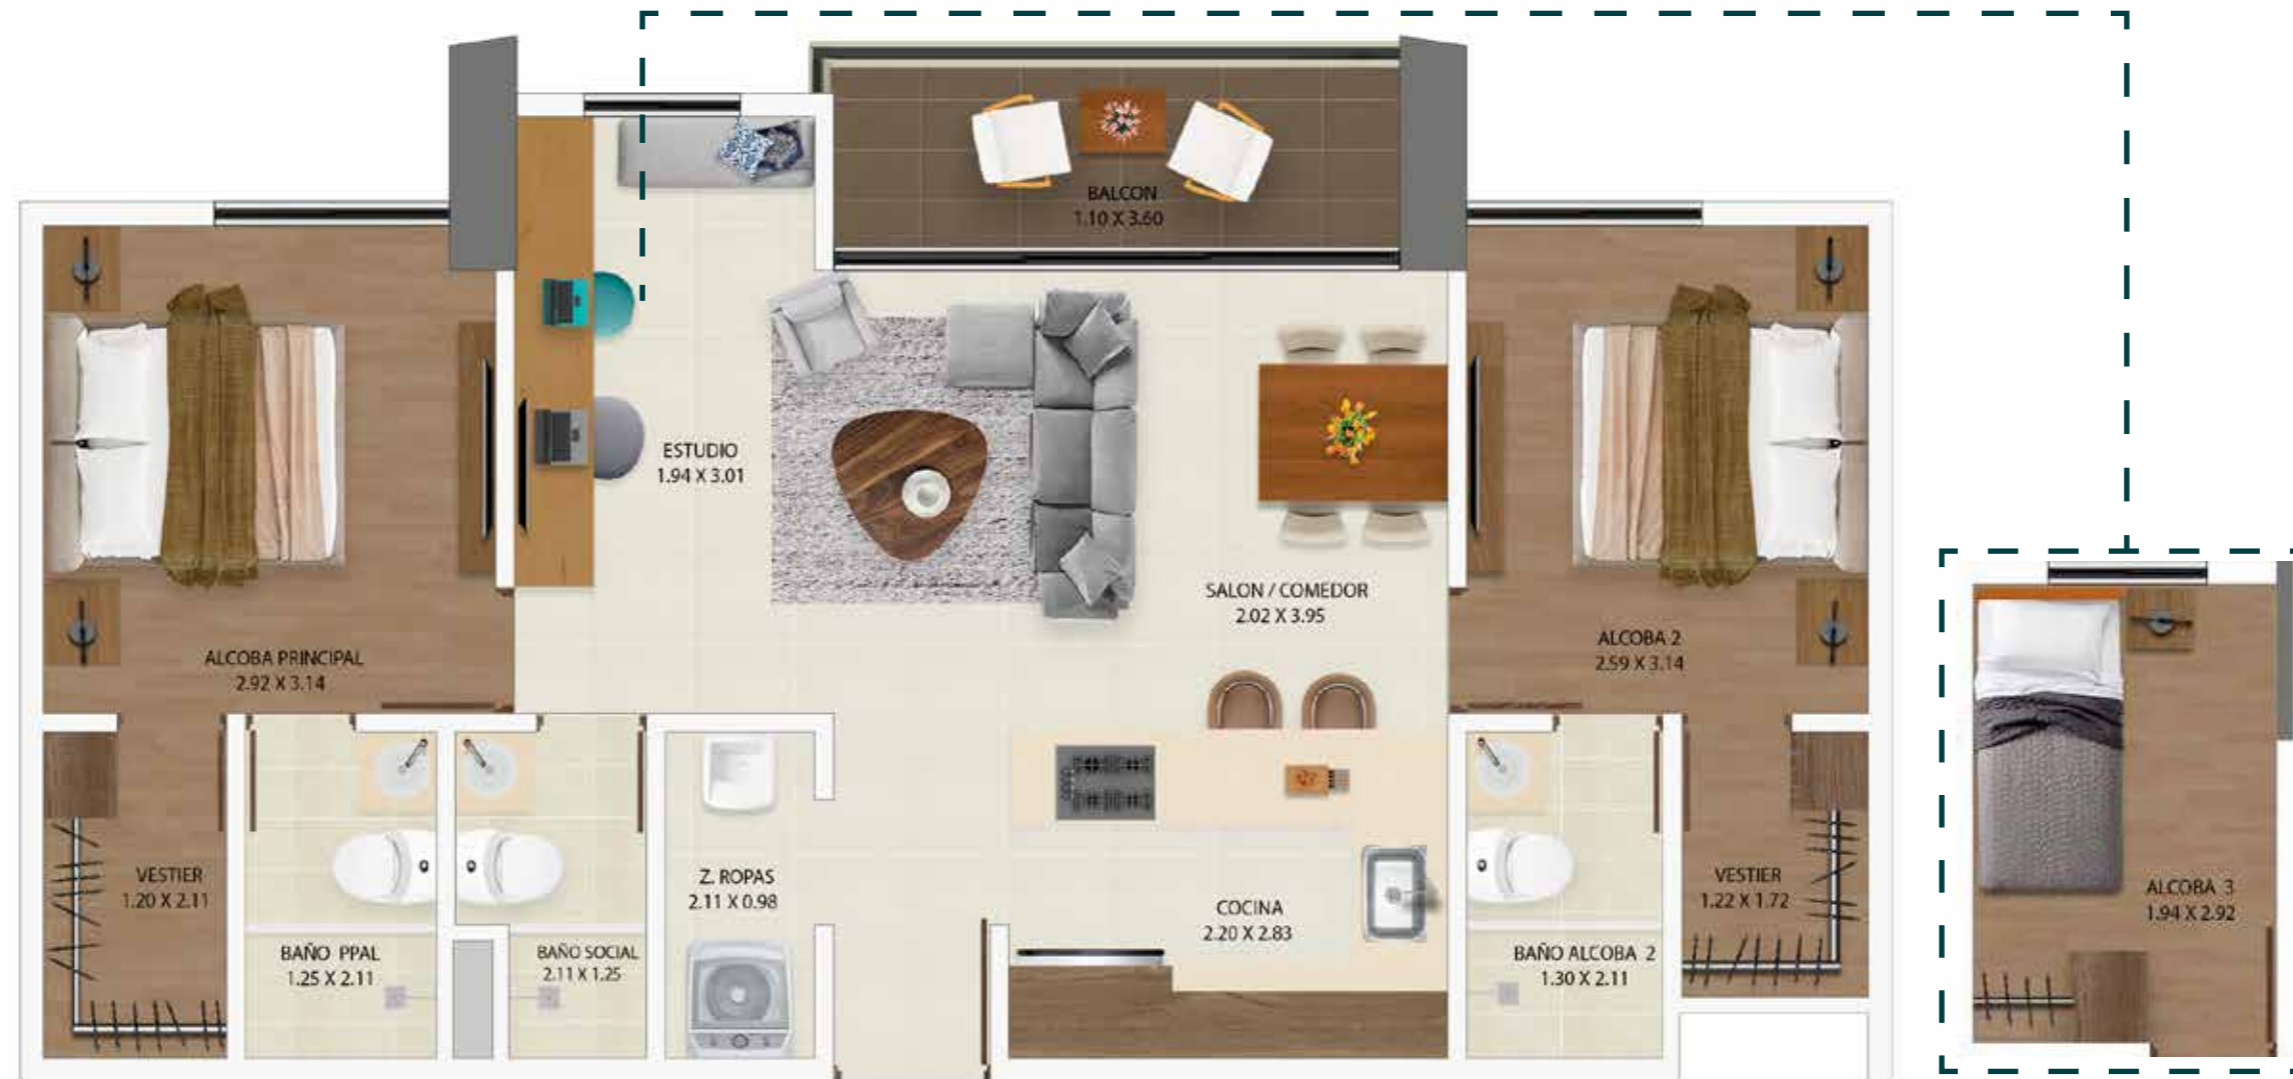 BALCON
1.10 X 3.60
ESTUDIO
1.94 X 3.01
SALON / COMEDOR
2.02 X 3.95
ALCOBA PRINCIPAL
2.92 X 3.14
ALCOBA 2
2.59 X 3.14
VESTIER
1.20 X 2.11
BAÑO PPAL
1.25 X 2.11
BAÑO SOCIAL
2.11 X 1.25
Z. ROPAS
2.11 X 0.98
COCINA
2.20 X 2.83
BAÑO ALCOBA 2
1.30 X 2.11
VESTIER
1.22 X 1.72
ALCOBA 3
1.94 X 2.92